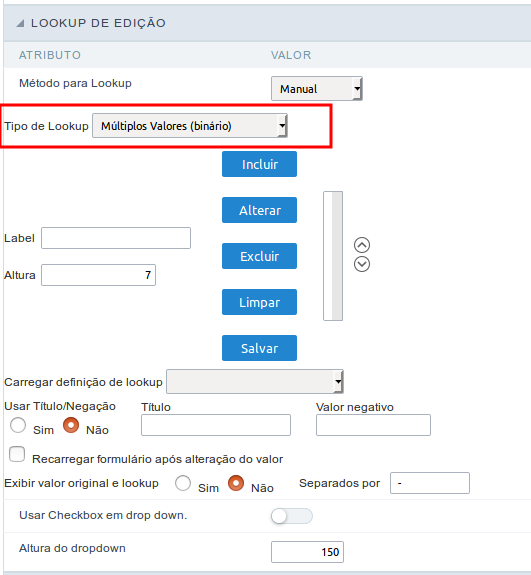 LOOKUP DE EDIÇÃO
ATRIBUTO VALOR
Método para Lookup Manual
Tipo de Lookup Múltiplos Valores (binário)
Incluir
Alterar
Label
Excluir
Altura 7
Limpar
Salvar
Carregar definição de lookup
Usar Título/Negação Título Valor negativo
Sim Não
Recarregar formulário após alteração do valor
Exibir valor original e lookup Sim Não Separados por -
Usar Checkbox em drop down.
Altura do dropdown 150